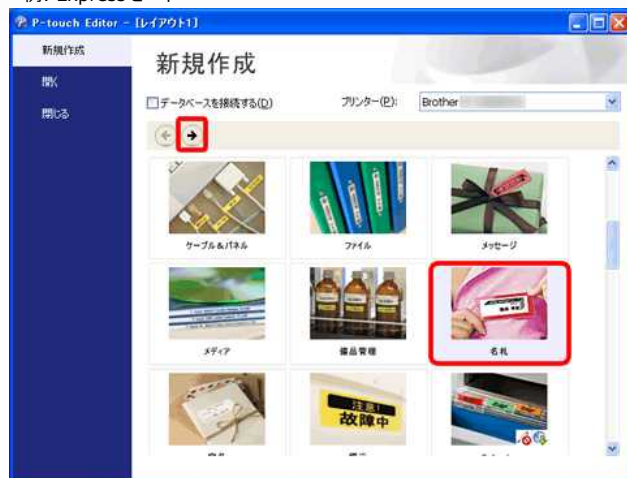 P-touch Editor - [レイアウト1]
新規作成
開く
閉じる
新規作成
データベースを接続する(D)
プリンター(P):
Brother
ケーブル&パネル
ファイル
メッセージ
メディア
備品管理
名札
注意!
故障中